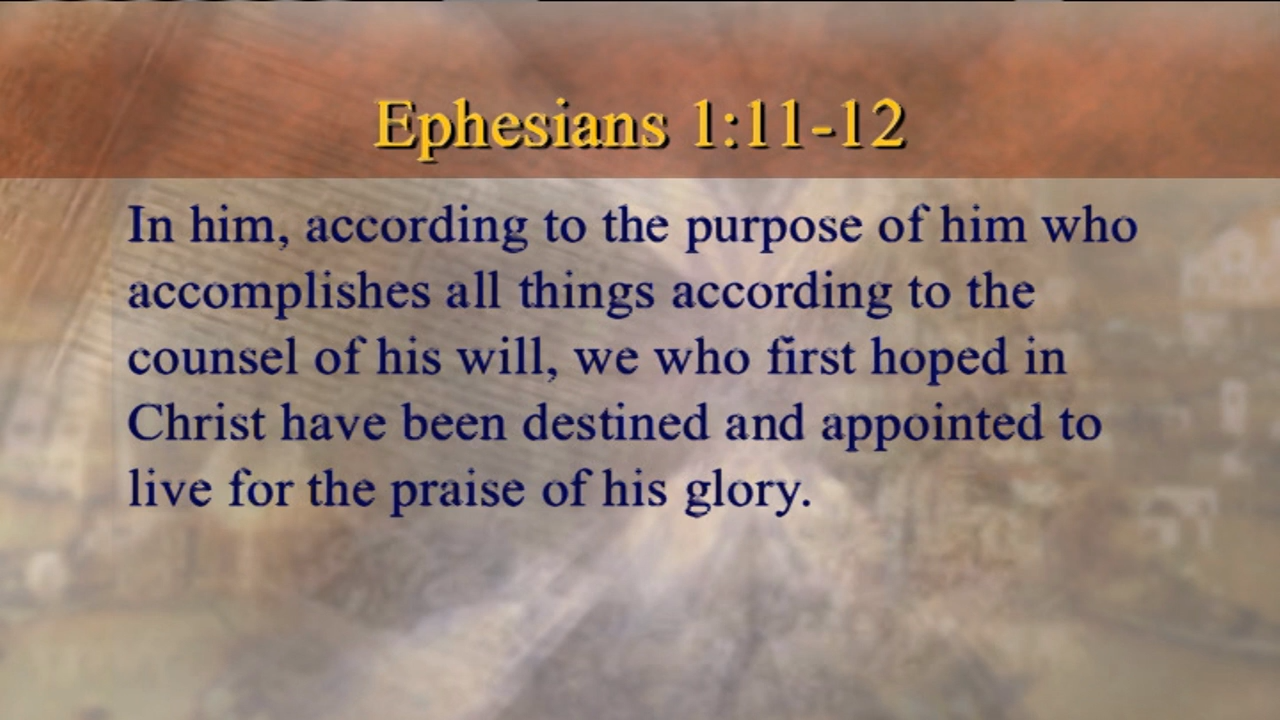 Ephesians 1:11-12
In him, according to the purpose of him who
accomplishes all things according to the
counsel of his will, we who first hoped in
Christ have been destined and appointed to
live for the praise of his glory.